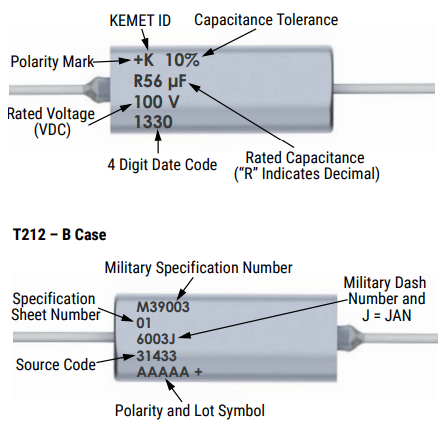 KEMET ID
Capacitance Tolerance
Polarity Mark
+K 10%
R56 µF
Rated Voltage
(VDC)
100 V
1330
4 Digit Date Code
Rated Capacitance
("R" Indicates Decimal)
T212 – B Case
Military Specification Number
Military Dash
Number and
J = JAN
Specification
Sheet Number
M39003
01
6003J
Source Code
31433
AAAAA +
Polarity and Lot Symbol